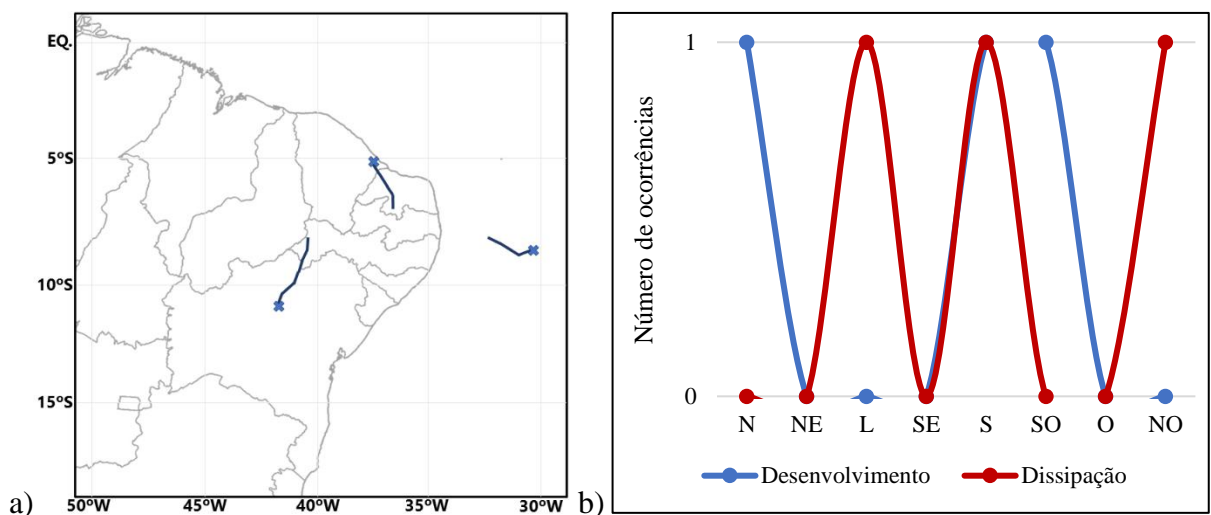 EQ.
5ºS
10ºS
15ºS
50ºW 45ºW 40ºW 35ºW 30ºW
a)
Número de ocorrências
1
0
N NE L SE S SO O NO
Desenvolvimento Dissipação
b)